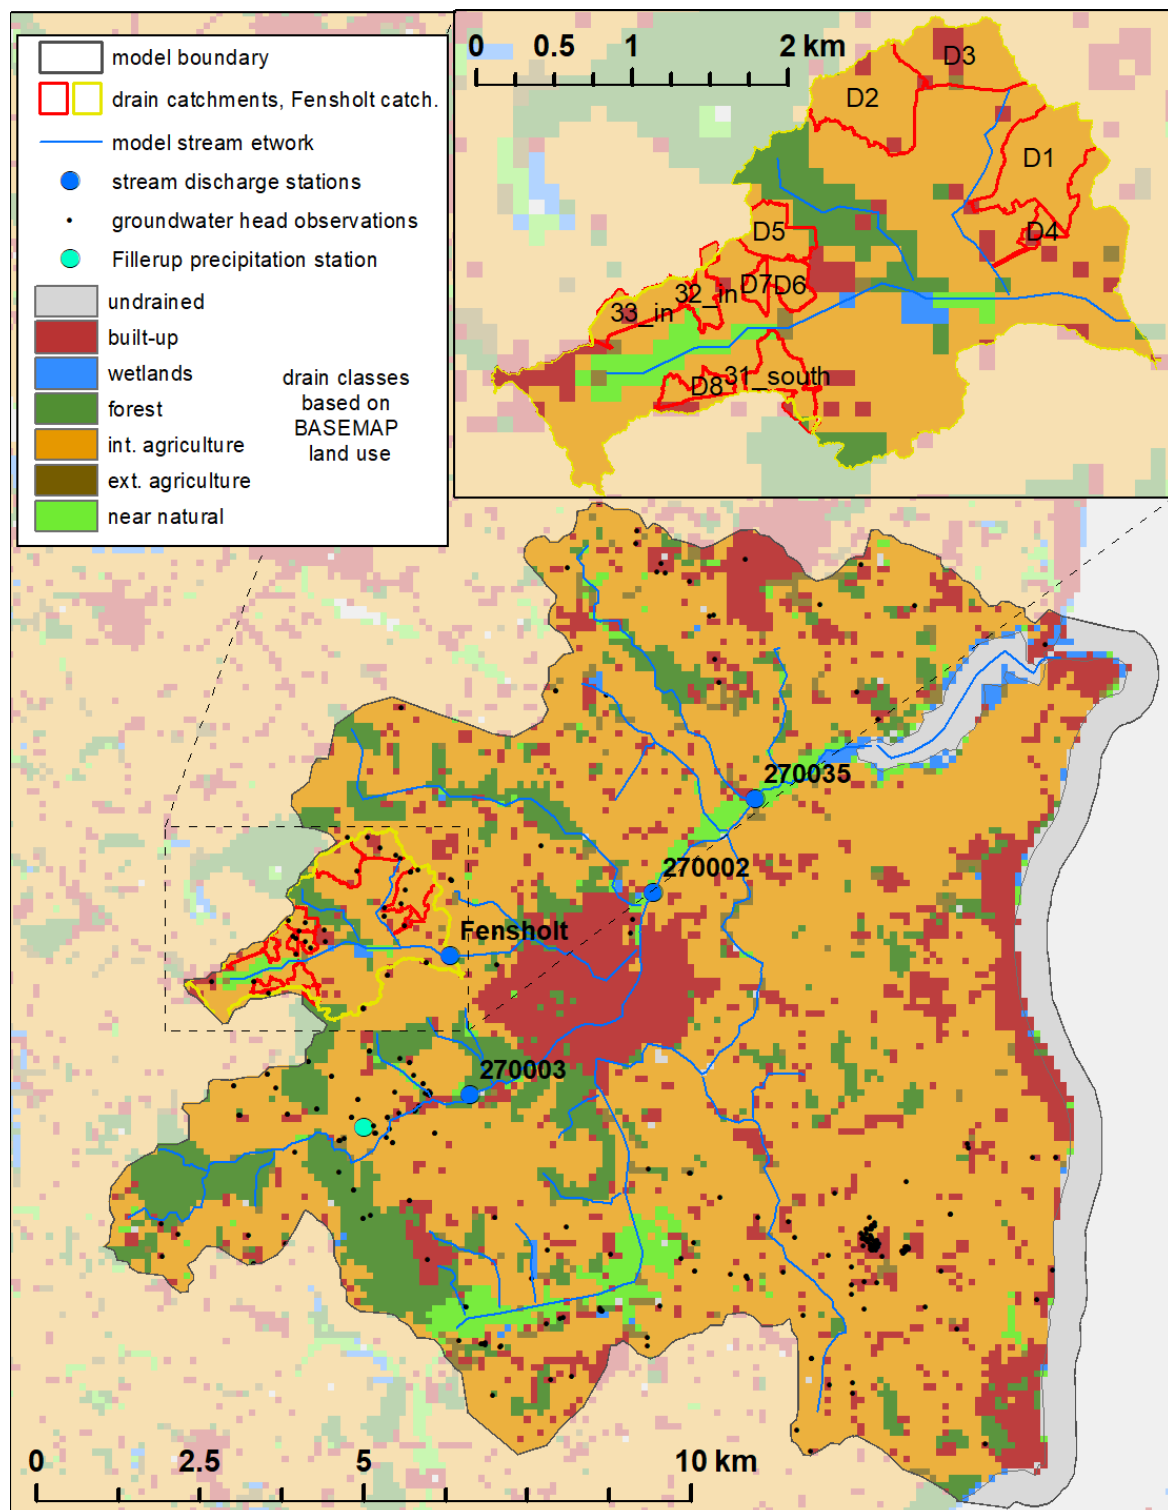 model boundary
drain catchments, Fensholt catch.
model stream etwork
stream discharge stations
groundwater head observations
Fillerup precipitation station
undrained
built-up
wetlands
forest
int. agriculture
ext. agriculture
near natural
drain classes
based on
BASEMAP
land use
0 0.5 1 2 km
D3
D2
D1
D4
D5
D7 D6
32_in
33_in
31_south
D8
270035
270002
Fensholt
270003
0 2.5 5 10 km